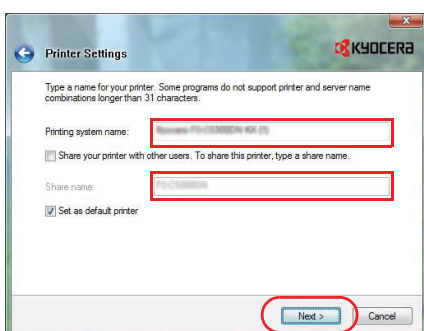 Printer Settings
KYOCERA
Type a name for your printer. Some programs do not support printer and server name
combinations longer than 31 characters.
Printing system name:
Share your printer with other users. To share this printer, type a share name.
Share name:
Set as default printer
Next >
Cancel